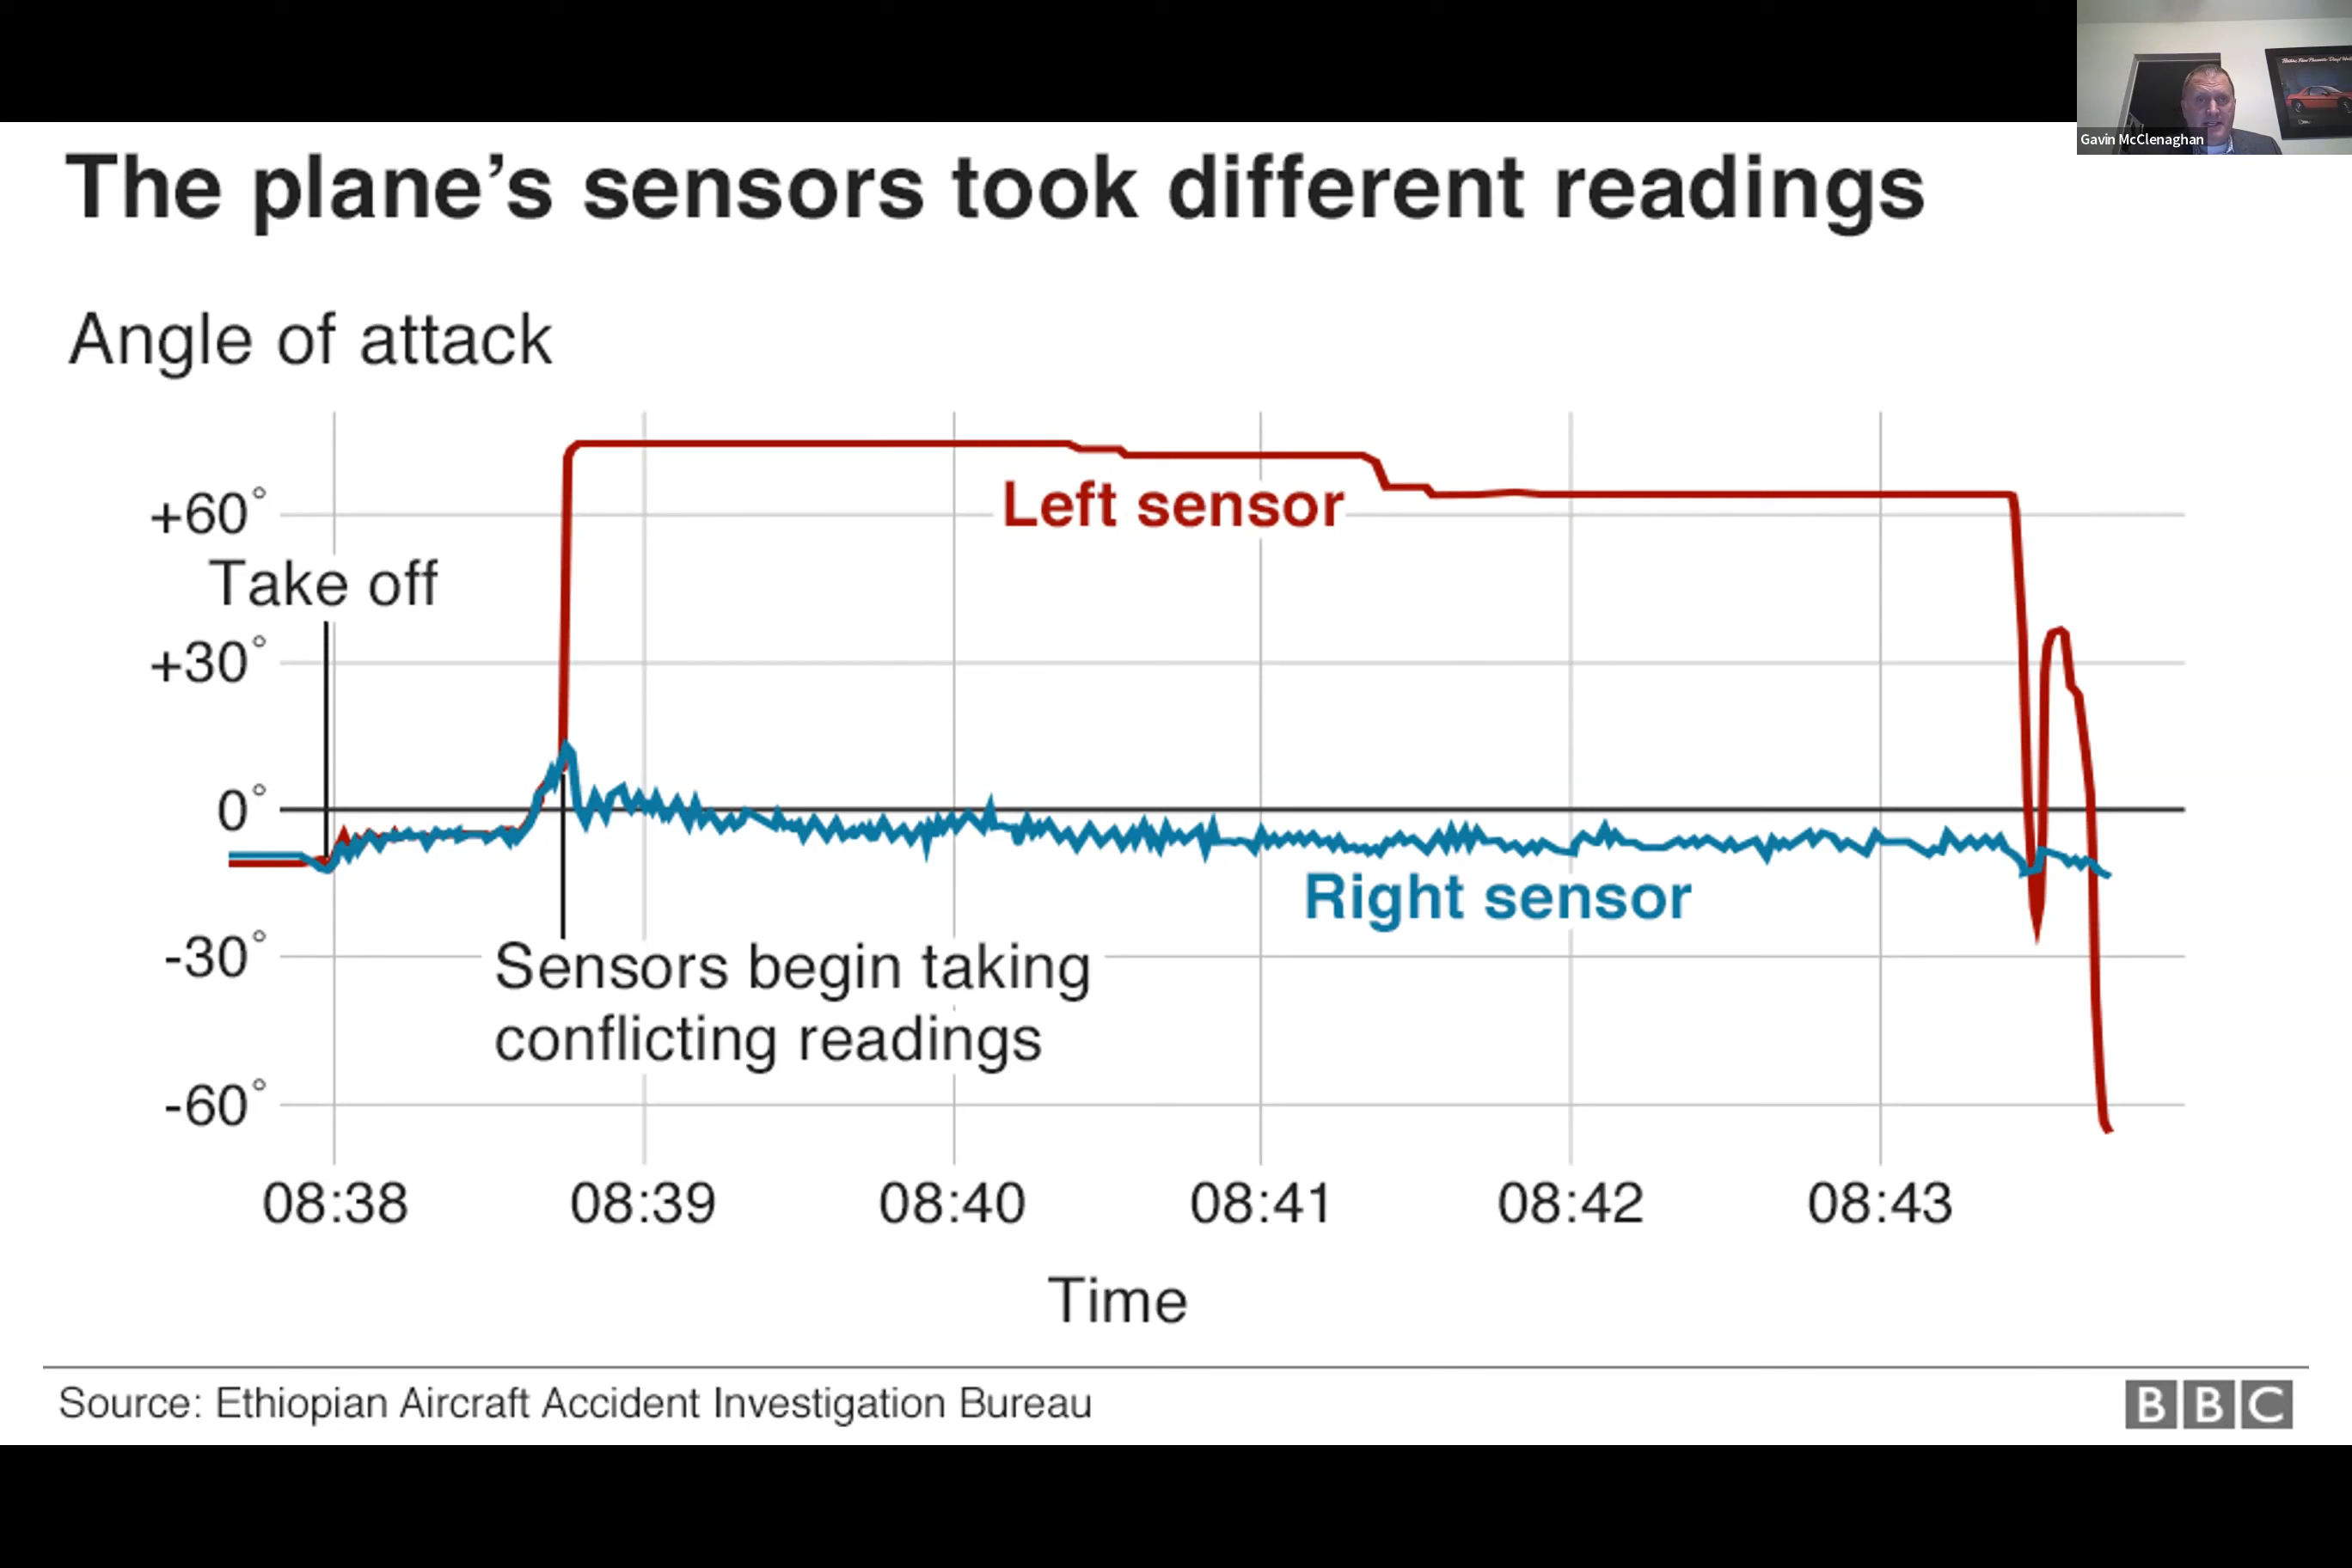 Gavin McClenaghan
The plane's sensors took different readings
Angle of attack
+60°
Left sensor
Take off
+30°
0°
Right sensor
-30°
Sensors begin taking
conflicting readings
-60°
08:38 08:39 08:40 08:41 08:42 08:43
Time
Source: Ethiopian Aircraft Accident Investigation Bureau
BBC